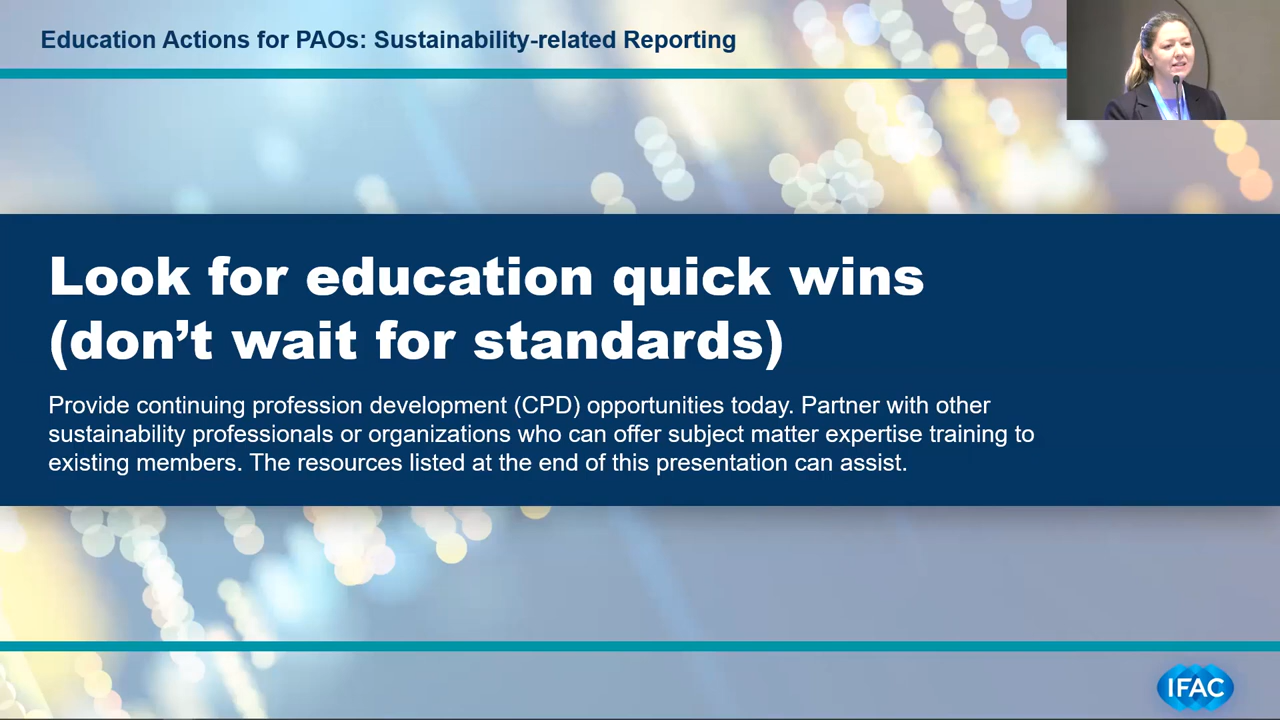 Education Actions for PAOs: Sustainability-related Reporting
Look for education quick wins
(don’t wait for standards)
Provide continuing profession development (CPD) opportunities today. Partner with other
sustainability professionals or organizations who can offer subject matter expertise training to
existing members. The resources listed at the end of this presentation can assist.
IFAC